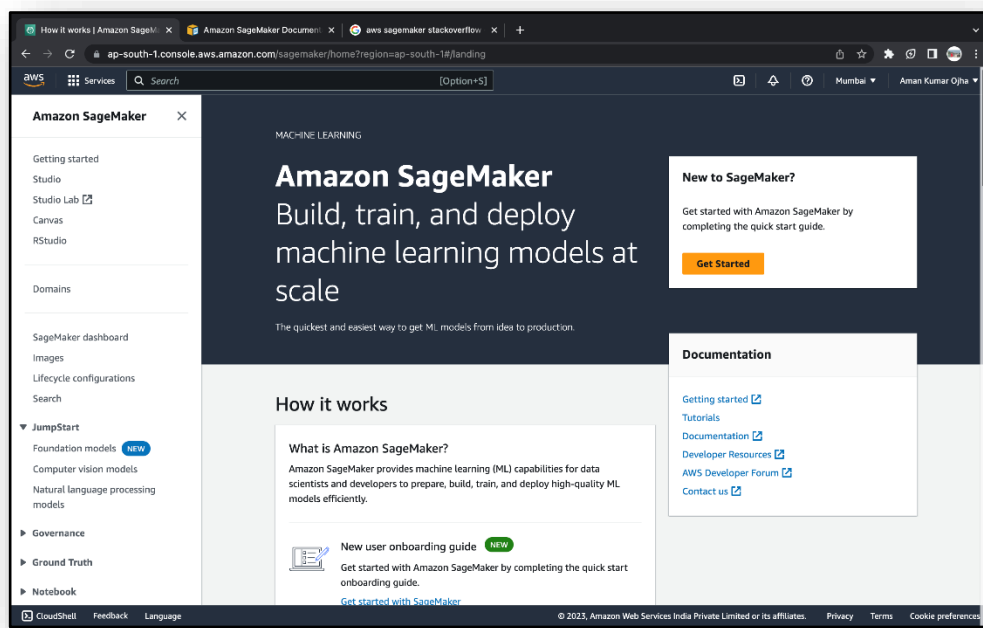 How it works | Amazon SageM
Amazon SageMaker Document
aws sagemaker stackoverflow
ap-south-1.console.aws.amazon.com/sagemaker/home?region=ap-south-1#/landing
aws
Services
Search
[Option+S]
Mumbai
Aman Kumar Ojha
Amazon SageMaker
Getting started
Studio
Studio Lab
Canvas
RStudio
Domains
SageMaker dashboard
Images
Lifecycle configurations
Search
JumpStart
Foundation models NEW
Computer vision models
Natural language processing
models
Governance
Ground Truth
Notebook
MACHINE LEARNING
Amazon SageMaker
Build, train, and deploy
machine learning models at
scale
The quickest and easiest way to get ML models from idea to production.
New to SageMaker?
Get started with Amazon SageMaker by
completing the quick start guide.
Get Started
Documentation
Getting started
Tutorials
Documentation
Developer Resources
AWS Developer Forum
Contact us
How it works
What is Amazon SageMaker?
Amazon SageMaker provides machine learning (ML) capabilities for data
scientists and developers to prepare, build, train, and deploy high-quality ML
models efficiently.
New user onboarding guide NEW
Get started with Amazon SageMaker by completing the quick start
onboarding guide.
Get started with SageMaker
CloudShell
Feedback
Language
© 2023, Amazon Web Services India Private Limited or its affiliates.
Privacy
Terms
Cookie preferences